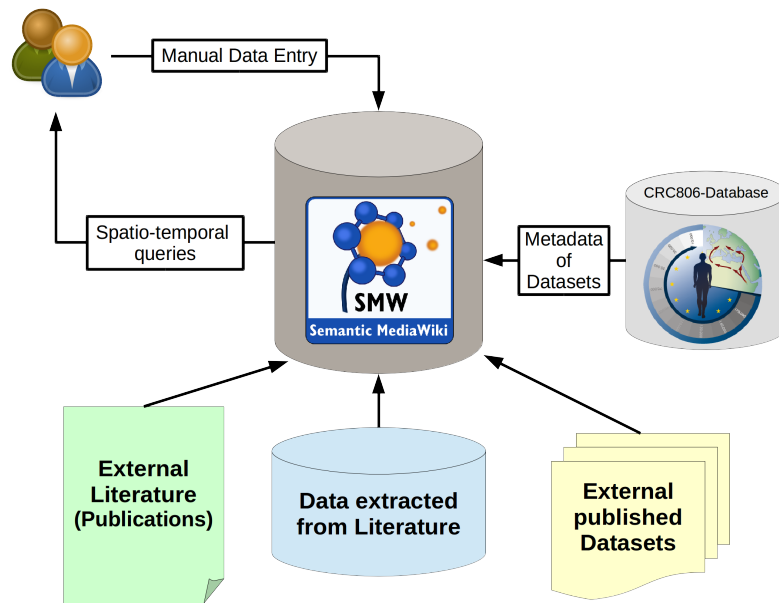 Manual Data Entry
CRC806-Database
Spatio-temporal
queries
Metadata
of
Datasets
SMW
Semantic MediaWiki
External
Literature
(Publications)
Data extracted
from Literature
External
published
Datasets